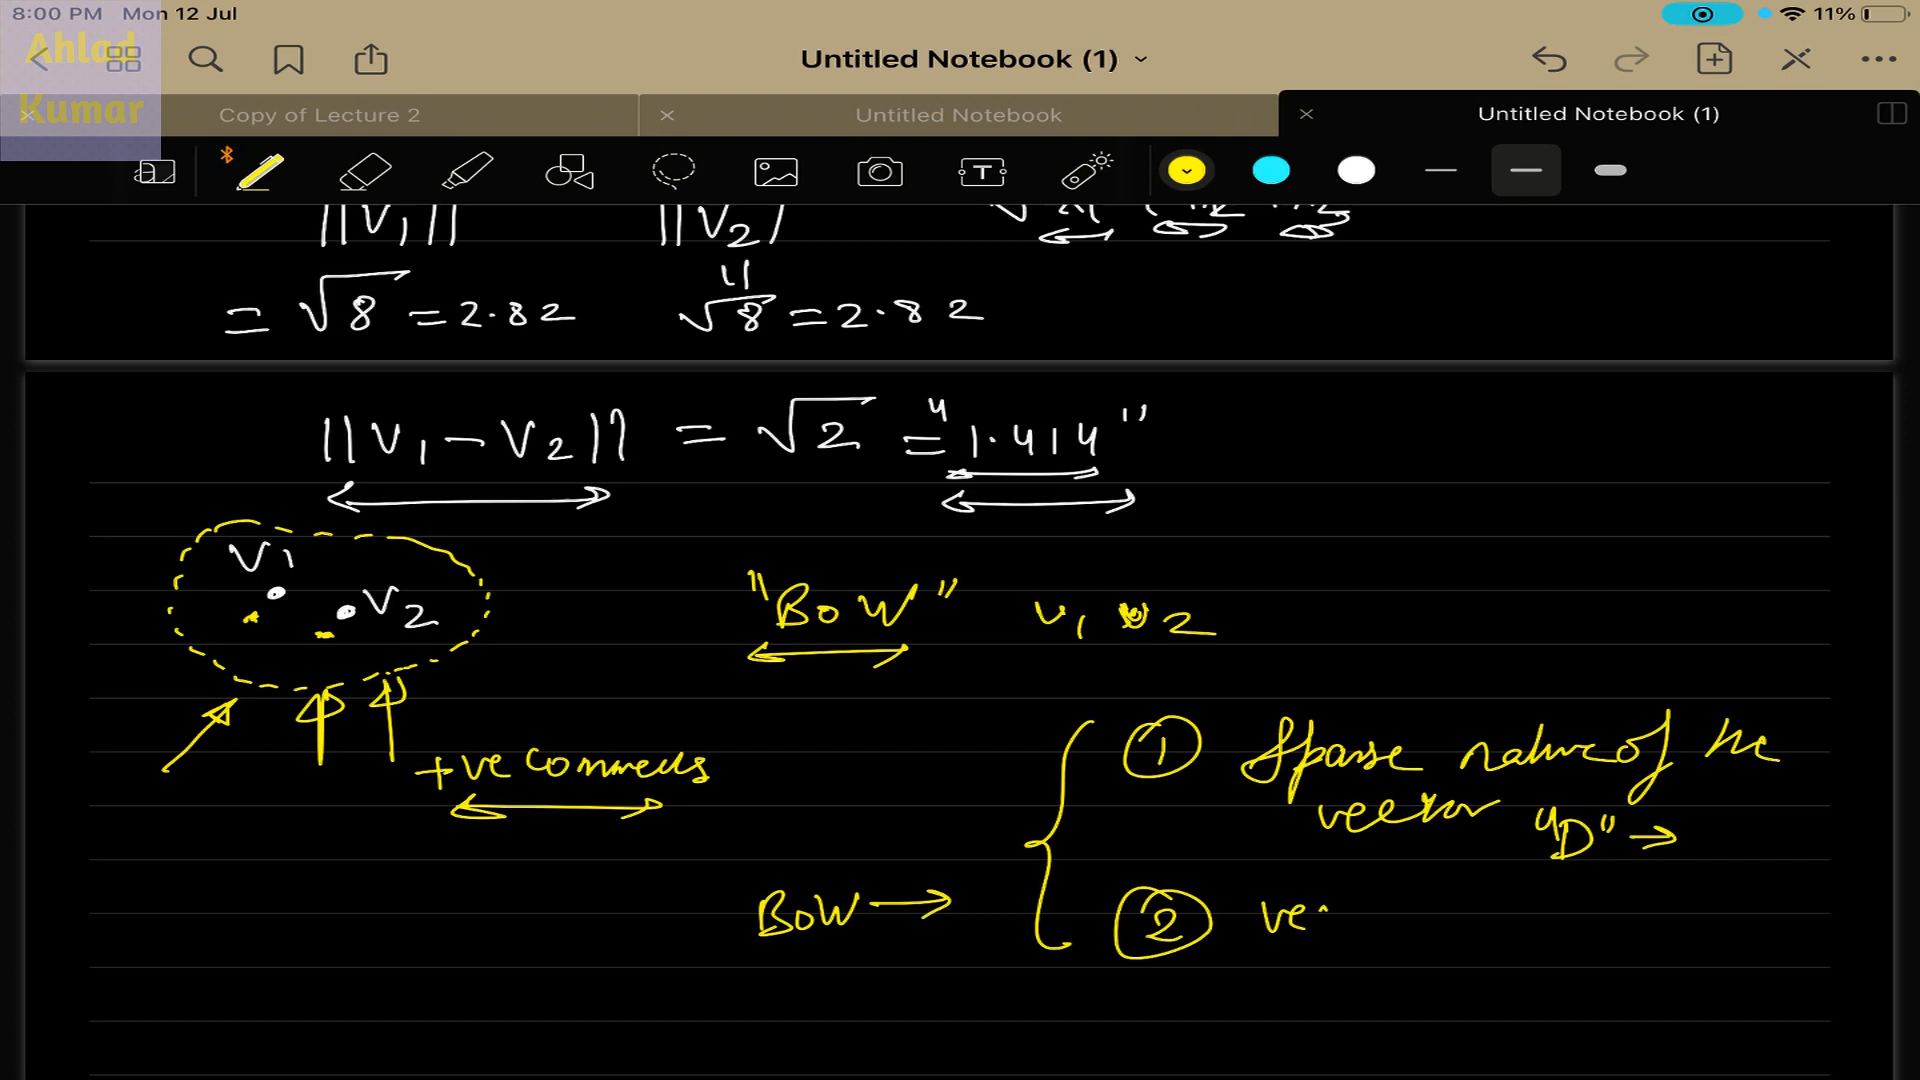 8:00 PM Mon 12 Jul
11%
Ahlad
Kumar
Untitled Notebook (1)
Copy of Lecture 2
Untitled Notebook
Untitled Notebook (1)
||V1|| ||V2|
= √8 = 2.82 √8 = 2.82
||V1 - V2|| = √2 = "1.414"
V1
V2
"BOW" V1 V2
+ve comments
BOW →
① Sparse nature of the
vector "D" →
② ve